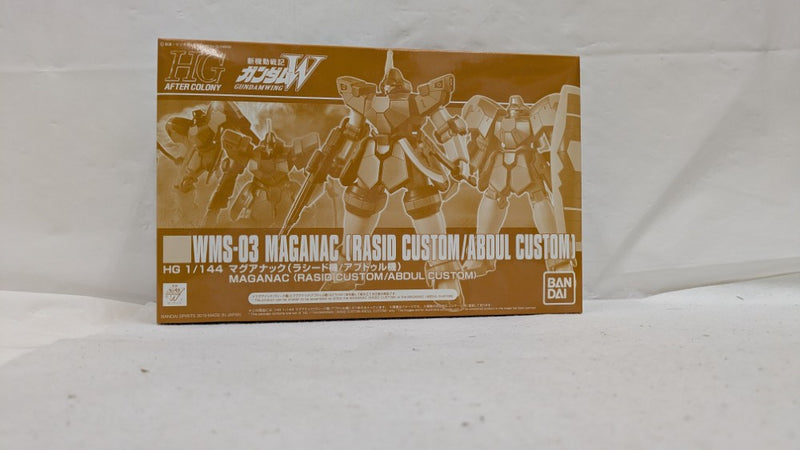 HG
AFTER COLONY
新機動戦記
ガンダムW
GUNDAM WING
WMS-03 MAGANAC [RASID CUSTOM/ABDUL CUSTOM]
HG 1/144 マグアナック(ラシード機/アブドゥル機)
MAGANAC (RASID CUSTOM/ABDUL CUSTOM)
BAN
DAI